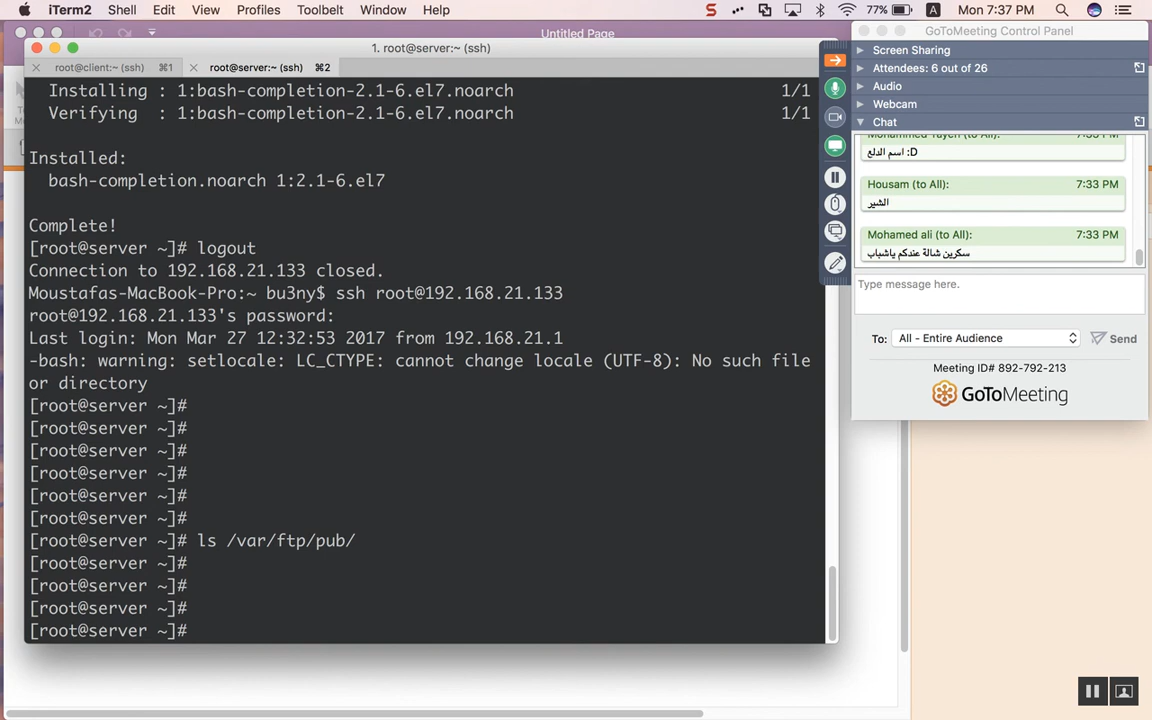 iTerm2 Shell Edit View Profiles Toolbelt Window Help
77% A Mon 7:37 PM
Untitled Page
1. root@server:~ (ssh)
root@client:~ (ssh) ⌘1 root@server:~ (ssh) ⌘2
Installing : 1:bash-completion-2.1-6.el7.noarch 1/1
Verifying : 1:bash-completion-2.1-6.el7.noarch 1/1
Installed:
bash-completion.noarch 1:2.1-6.el7
Complete!
[root@server ~]# logout
Connection to 192.168.21.133 closed.
Moustafas-MacBook-Pro:~ bu3ny$ ssh root@192.168.21.133
root@192.168.21.133's password:
Last login: Mon Mar 27 12:32:53 2017 from 192.168.21.1
-bash: warning: setlocale: LC_CTYPE: cannot change locale (UTF-8): No such file
or directory
[root@server ~]#
[root@server ~]#
[root@server ~]#
[root@server ~]#
[root@server ~]#
[root@server ~]#
[root@server ~]# ls /var/ftp/pub/
[root@server ~]#
[root@server ~]#
[root@server ~]#
[root@server ~]#
GoToMeeting Control Panel
Screen Sharing
Attendees: 6 out of 26
Audio
Webcam
Chat
Mohammed Tayeh (to All): 7:33 PM
اسم الدلع :D
Housam (to All): 7:33 PM
الشير
Mohamed ali (to All): 7:33 PM
سكرين شالة عندكم ياشباب
Type message here.
To: All - Entire Audience Send
Meeting ID# 892-792-213
GoToMeeting